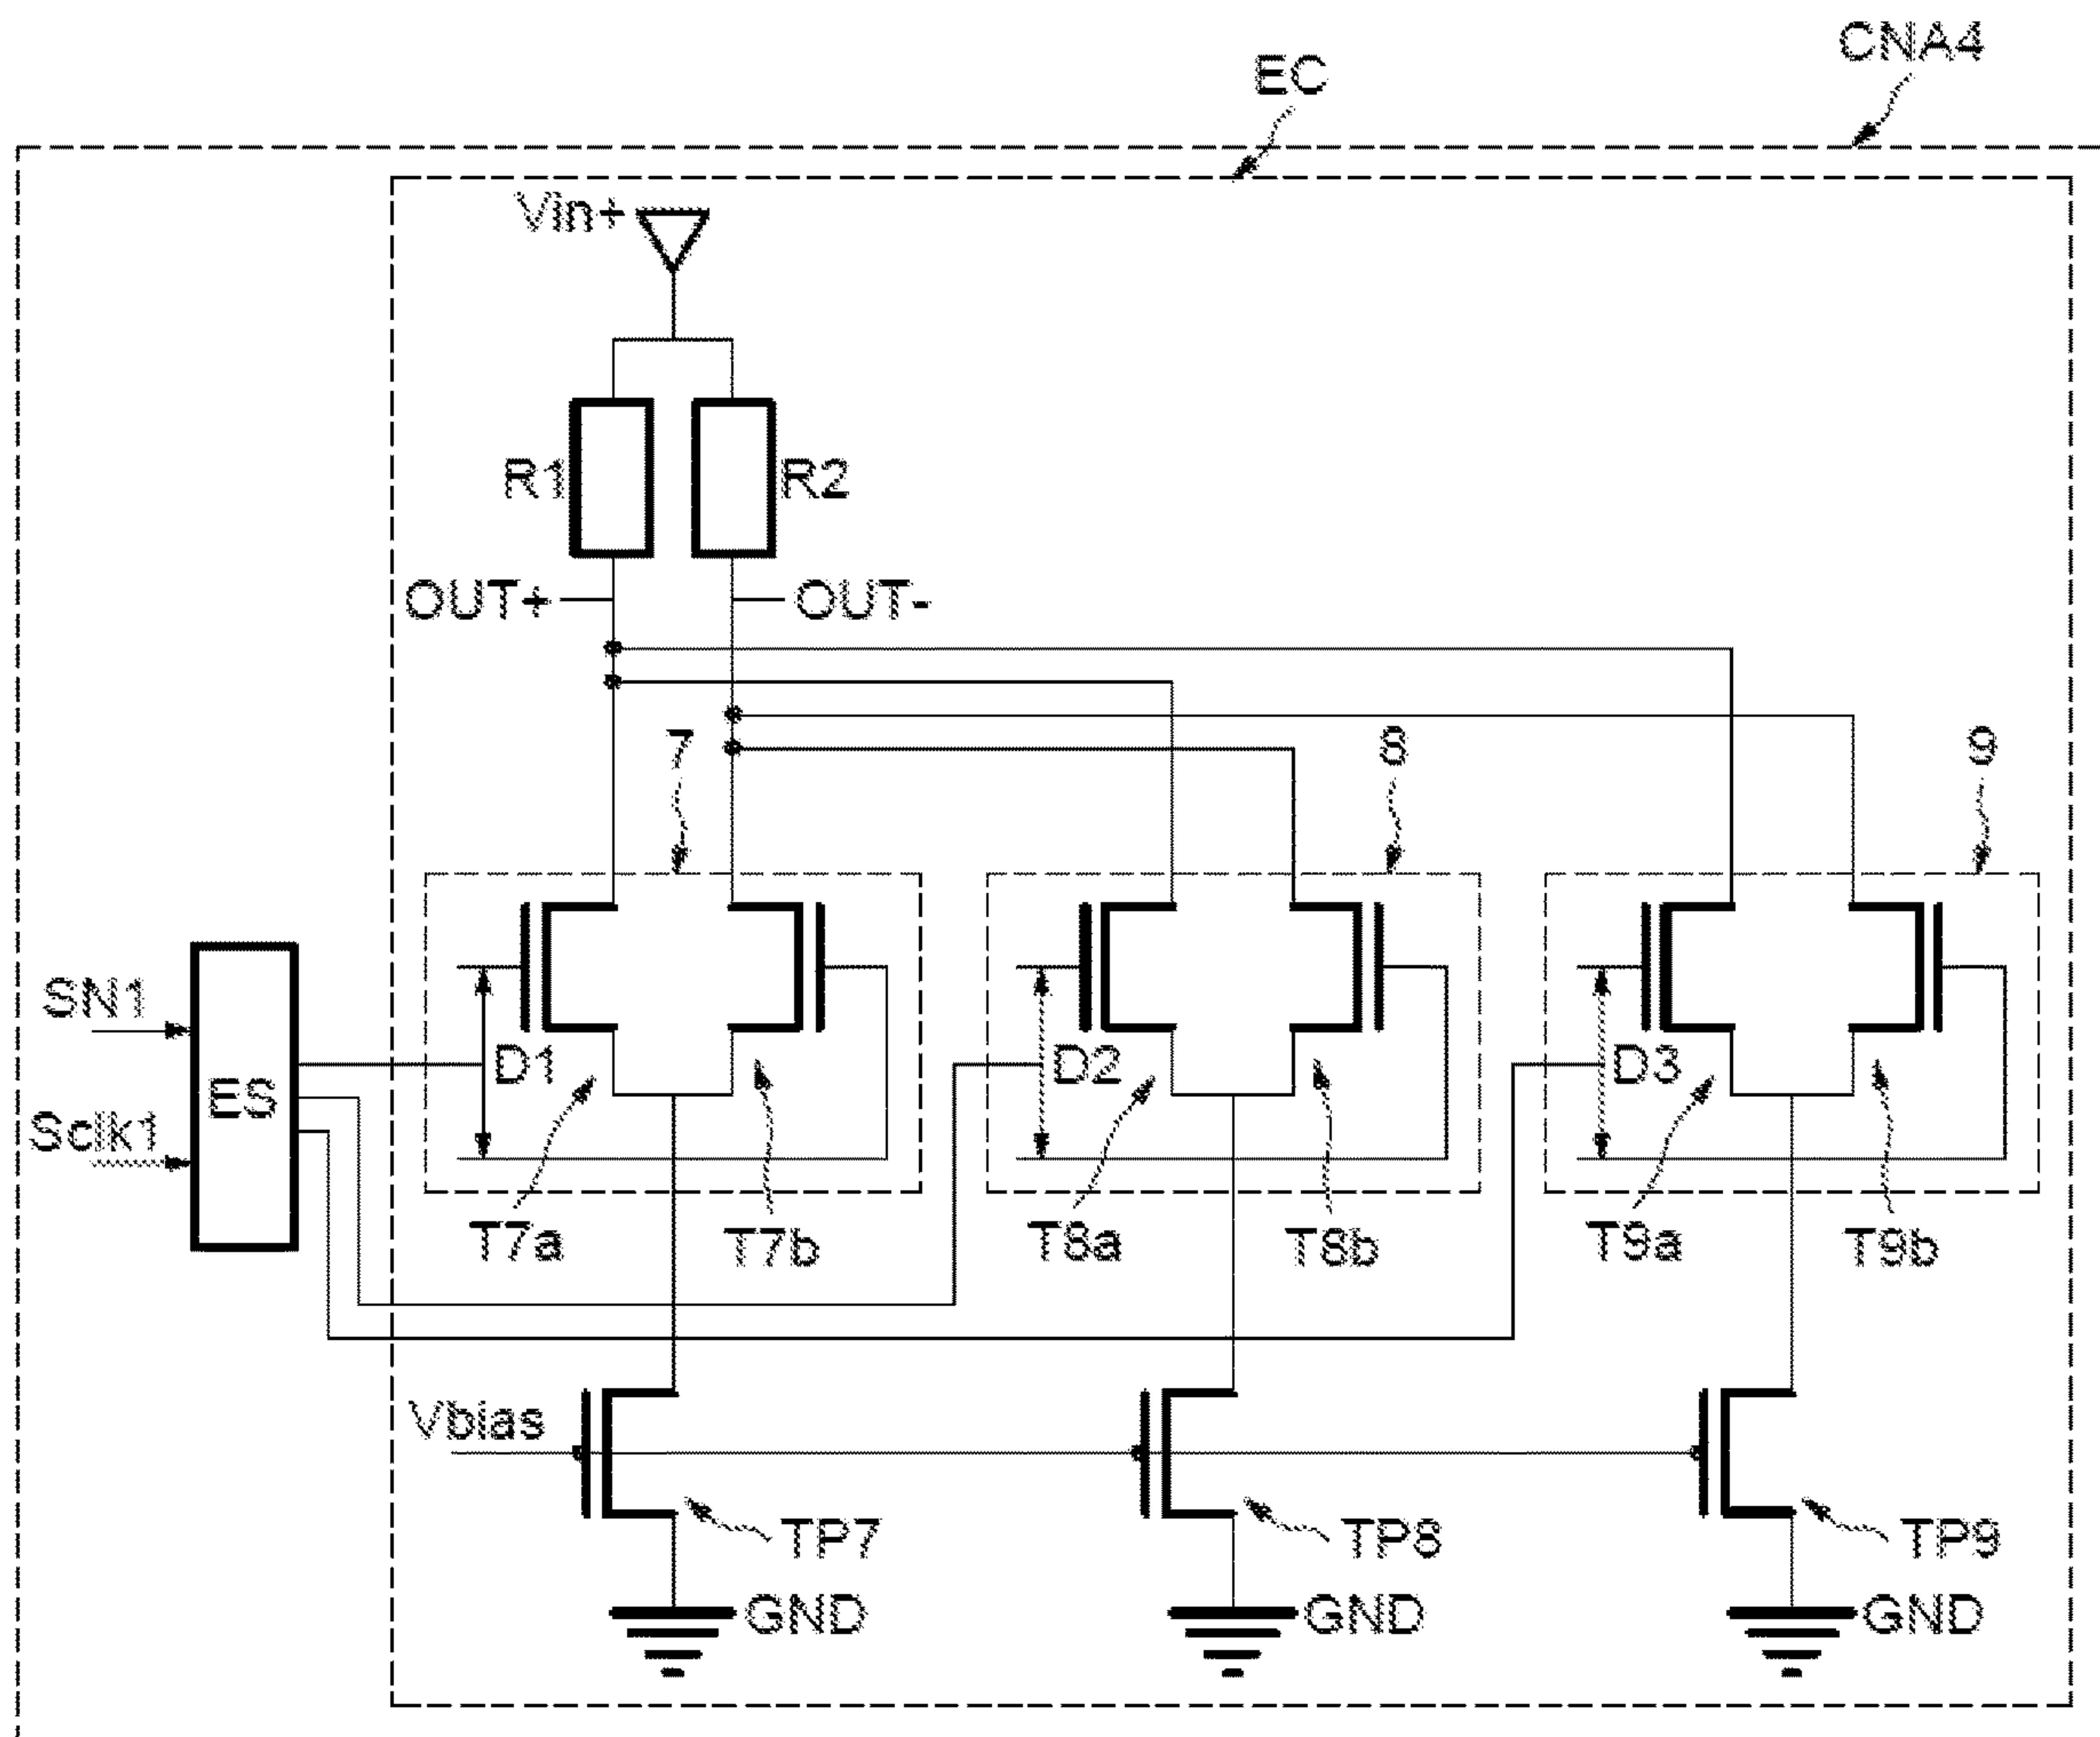 CNA4
EC
Vin+
R1
R2
OUT+
OUT-
7
8
9
SN1
Sclk1
ES
D1
D2
D3
T7a
T7b
T8a
T8b
T9a
T9b
Vbias
TP7
TP8
TP9
GND
GND
GND